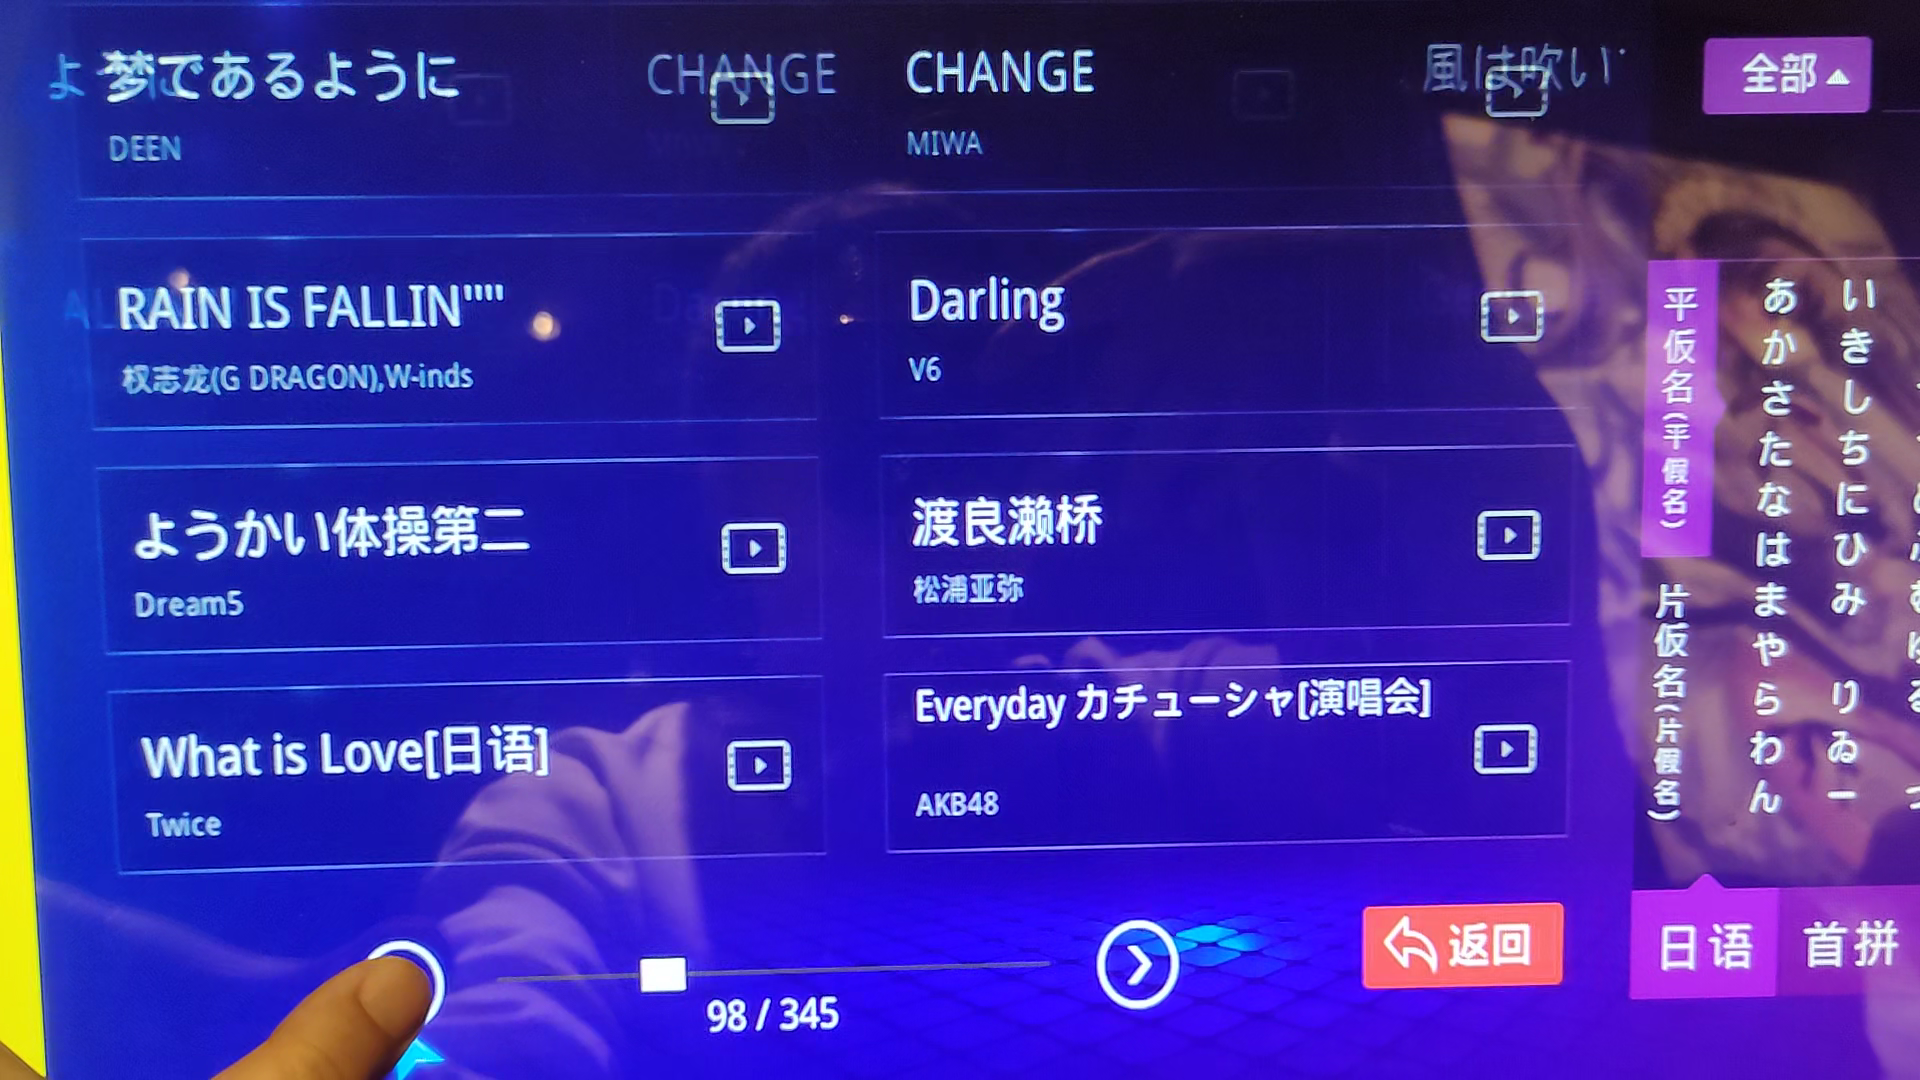 梦であるように
DEEN
CHANGE
CHANGE
MIWA
風は吹い
全部
RAIN IS FALLIN""
权志龙(G DRAGON),W-inds
Darling
V6
ようかい体操第二
Dream5
渡良濑桥
松浦亚弥
What is Love[日语]
Twice
Everyday カチューシャ[演唱会]
AKB48
平仮名(平假名)
片仮名(片假名)
あ い
か き
さ し
た ち
な に
は ひ
ま み
や
ら り
わ ゐ
ん ー
98 / 345
返回
日语
首拼